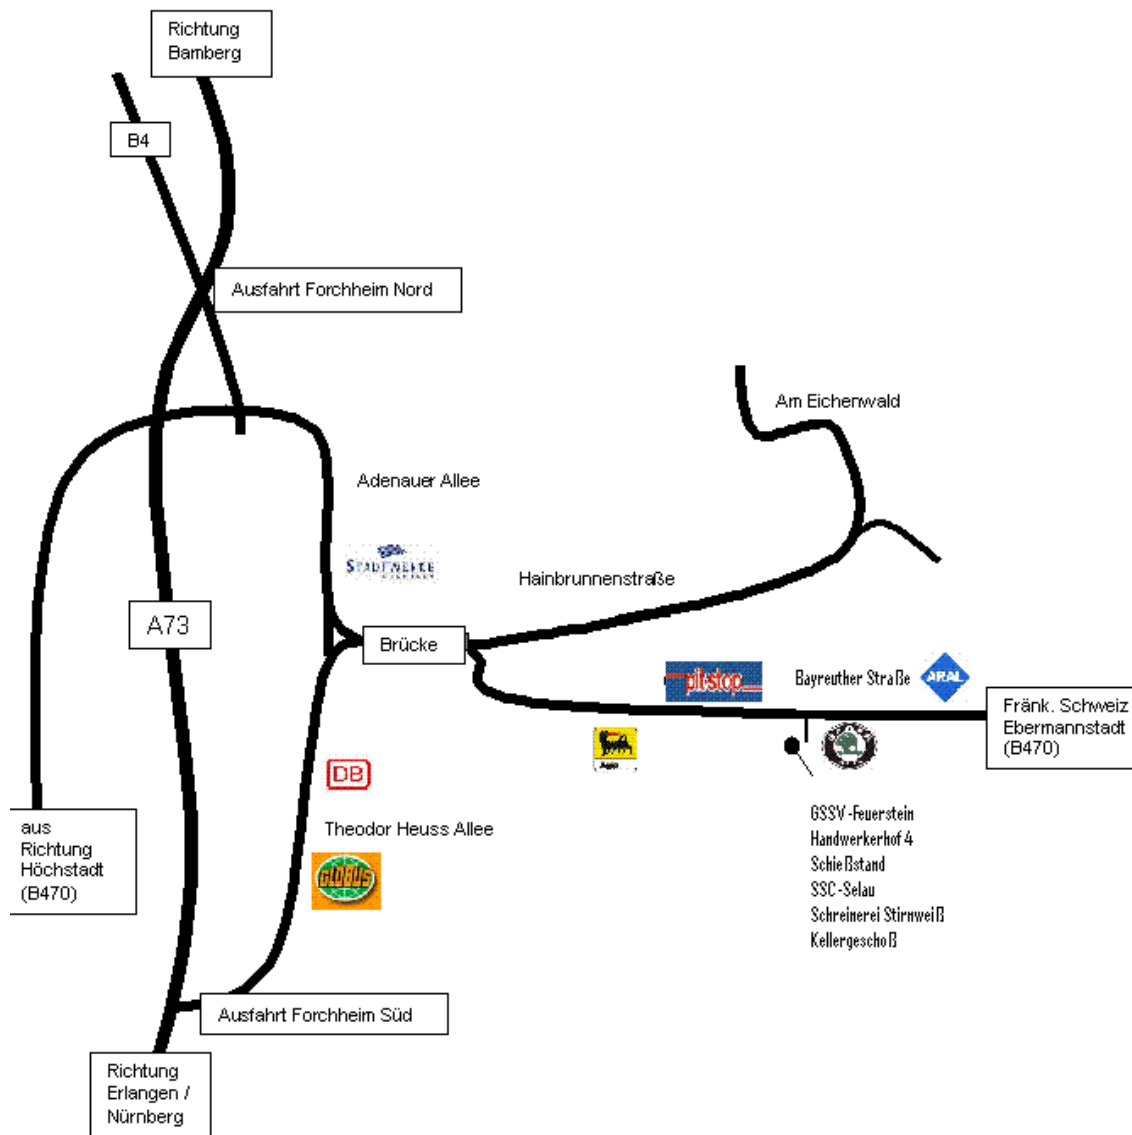 Richtung
Bamberg
B4
Ausfahrt Forchheim Nord
Am Eichenwald
Adenauer Allee
STADTWERKE
Hainbrunnenstraße
A73
Brücke
pit-stop
Bayreuther Straße
ARAL
Fränk. Schweiz
Ebermannstadt
(B470)
Agip
DB
aus
Richtung
Höchstadt
(B470)
Theodor Heuss Allee
GLOBUS
GSSV-Feuerstein
Handwerkerhof 4
Schießstand
SSC-Selau
Schreinerei Stirnweiß
Kellergeschoß
Ausfahrt Forchheim Süd
Richtung
Erlangen /
Nürnberg